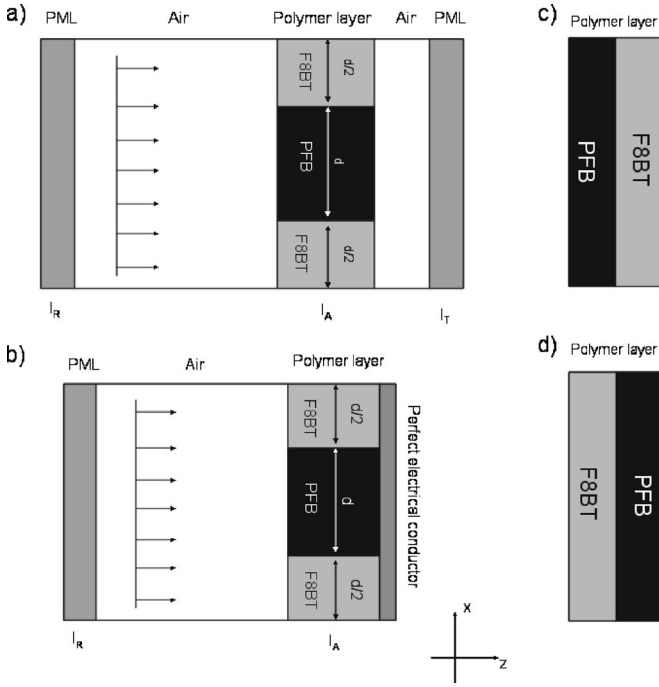 a)
PML Air Polymer layer Air PML
F8BT d/2
PFB d
F8BT d/2
I_R I_A I_T
b)
PML Air Polymer layer
F8BT d/2
PFB d
F8BT d/2
Perfect electrical conductor
I_R I_A
X
Z
c)
Polymer layer
PFB F8BT
d)
Polymer layer
F8BT PFB